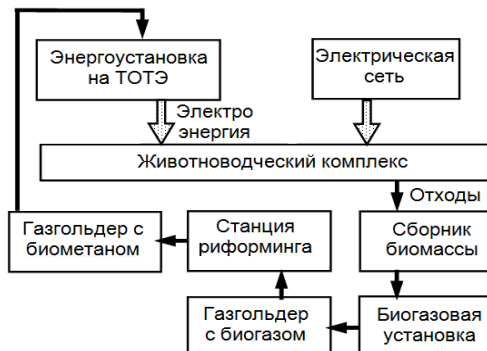 Энергоустановка
на ТОТЭ
Электрическая
сеть
Электро
энергия
Животноводческий комплекс
Отходы
Газгольдер с
биометаном
Станция
риформинга
Сборник
биомассы
Газгольдер
с биогазом
Биогазовая
установка